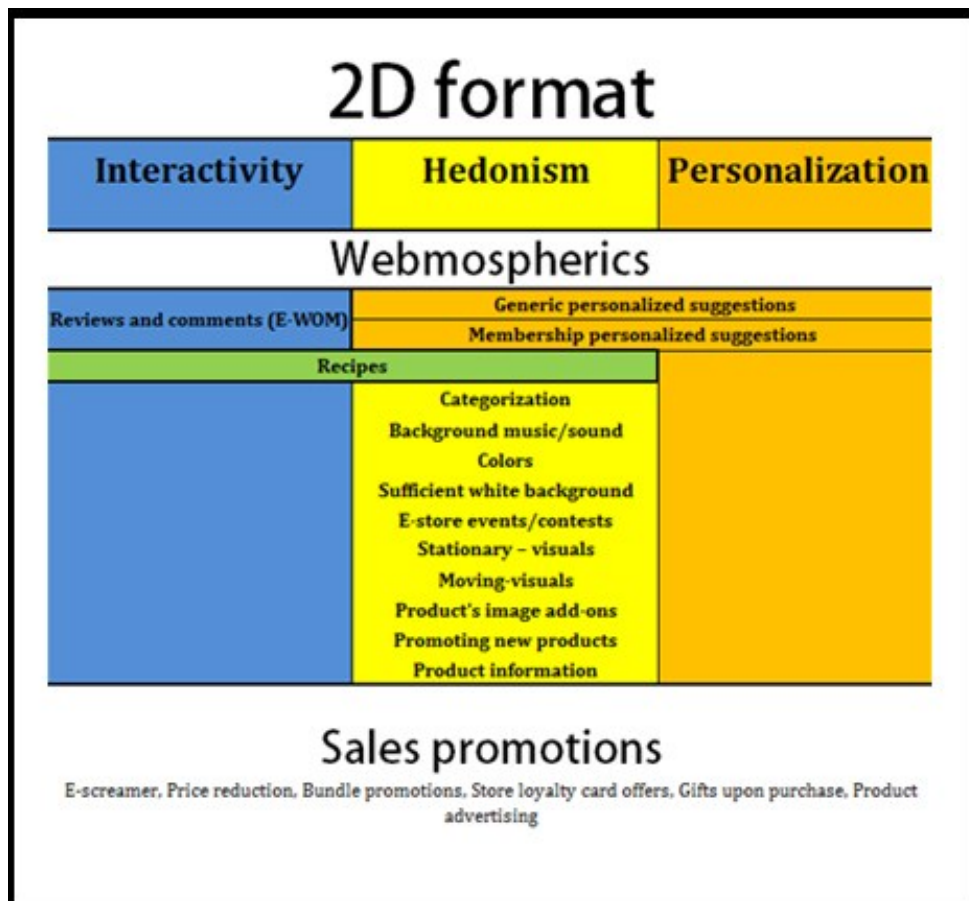 2D format
Interactivity Hedonism Personalization
Webmospherics
Reviews and comments (E-WOM)
Generic personalized suggestions
Membership personalized suggestions
Recipes
Categorization
Background music/sound
Colors
Sufficient white background
E-store events/contests
Stationary – visuals
Moving-visuals
Product's image add-ons
Promoting new products
Product information
Sales promotions
E-screamer, Price reduction, Bundle promotions, Store loyalty card offers, Gifts upon purchase, Product
advertising